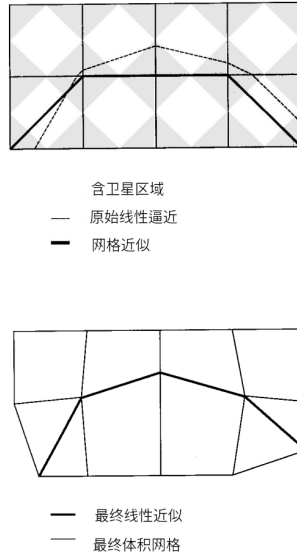 含卫星区域
原始线性逼近
网格近似
最终线性近似
最终体积网格